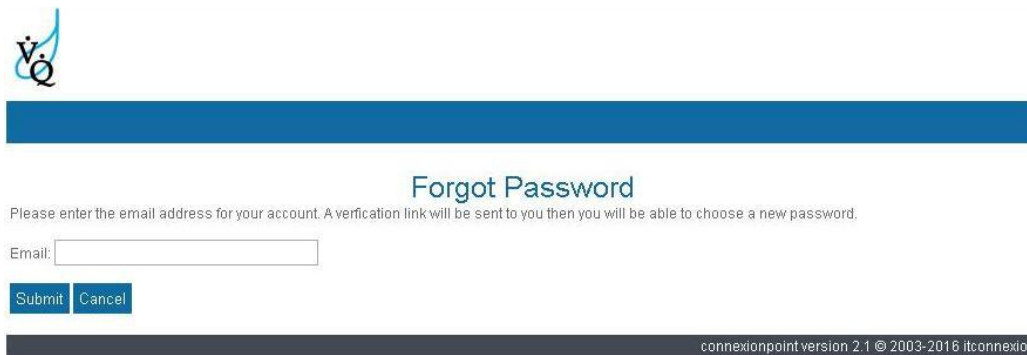 V̇Q̇
Forgot Password
Please enter the email address for your account. A verfication link will be sent to you then you will be able to choose a new password.
Email:
Submit Cancel
connexionpoint version 2.1 © 2003-2016 itconnexio